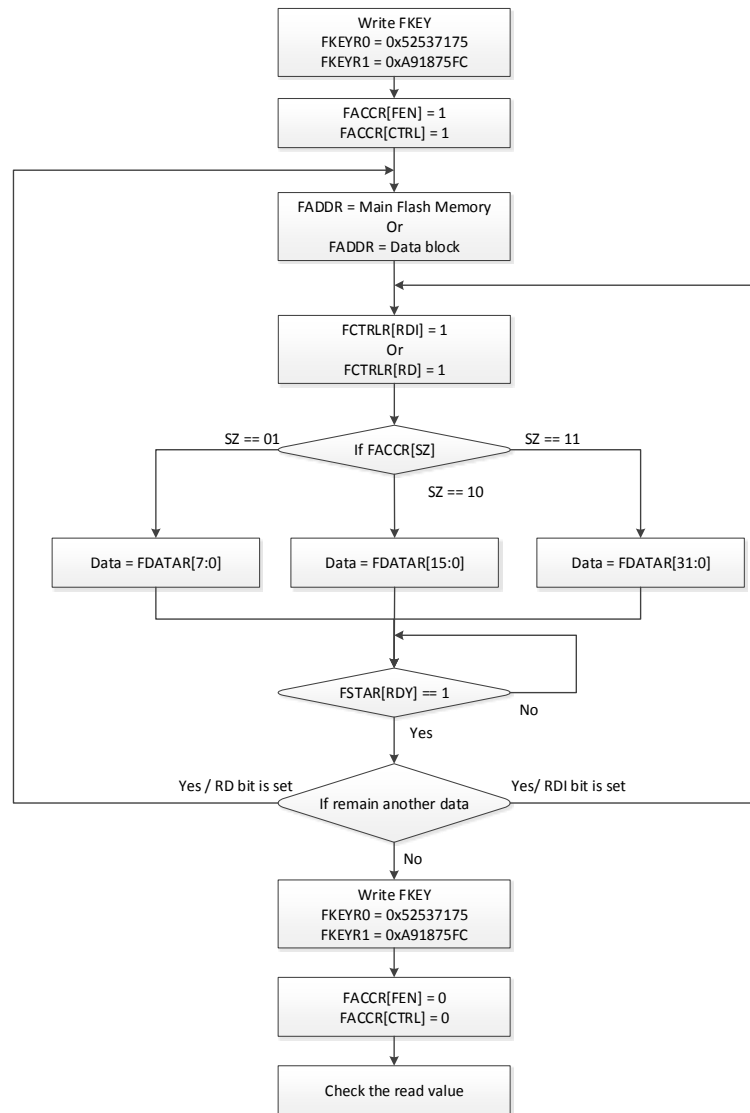 Write FKEY
FKEYR0 = 0x52537175
FKEYR1 = 0xA91875FC
FACCR[FEN] = 1
FACCR[CTRL] = 1
FADDR = Main Flash Memory
Or
FADDR = Data block
FCTRLR[RDI] = 1
Or
FCTRLR[RD] = 1
SZ == 01
If FACCR[SZ]
SZ == 11
SZ == 10
Data = FDATAR[7:0]
Data = FDATAR[15:0]
Data = FDATAR[31:0]
FSTAR[RDY] == 1
No
Yes
Yes / RD bit is set
If remain another data
Yes/ RDI bit is set
No
Write FKEY
FKEYR0 = 0x52537175
FKEYR1 = 0xA91875FC
FACCR[FEN] = 0
FACCR[CTRL] = 0
Check the read value